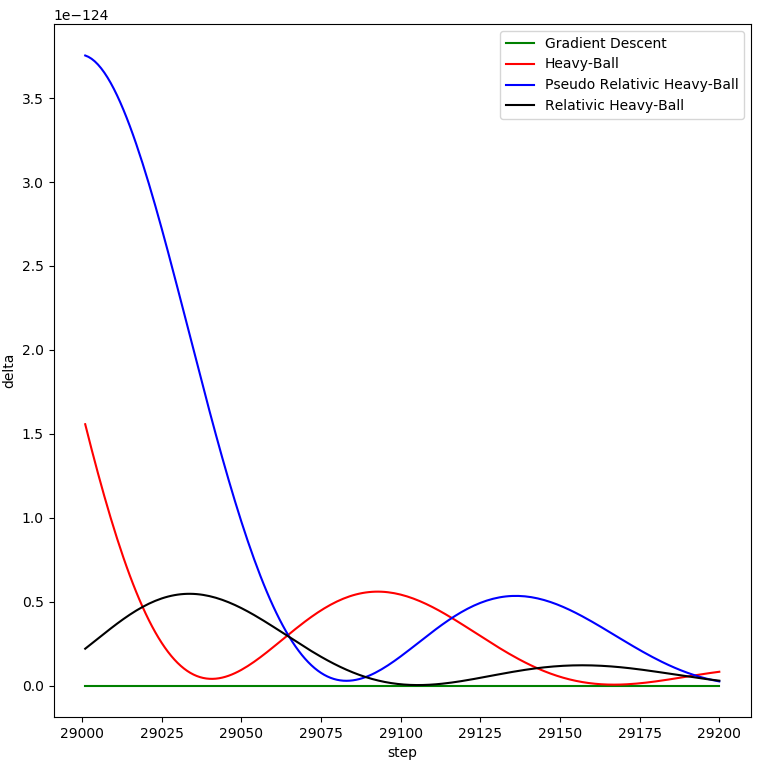 1e−124
Gradient Descent
Heavy-Ball
Pseudo Relativic Heavy-Ball
Relativic Heavy-Ball
3.5
3.0
2.5
2.0
1.5
1.0
0.5
0.0
delta
29000 29025 29050 29075 29100 29125 29150 29175 29200
step